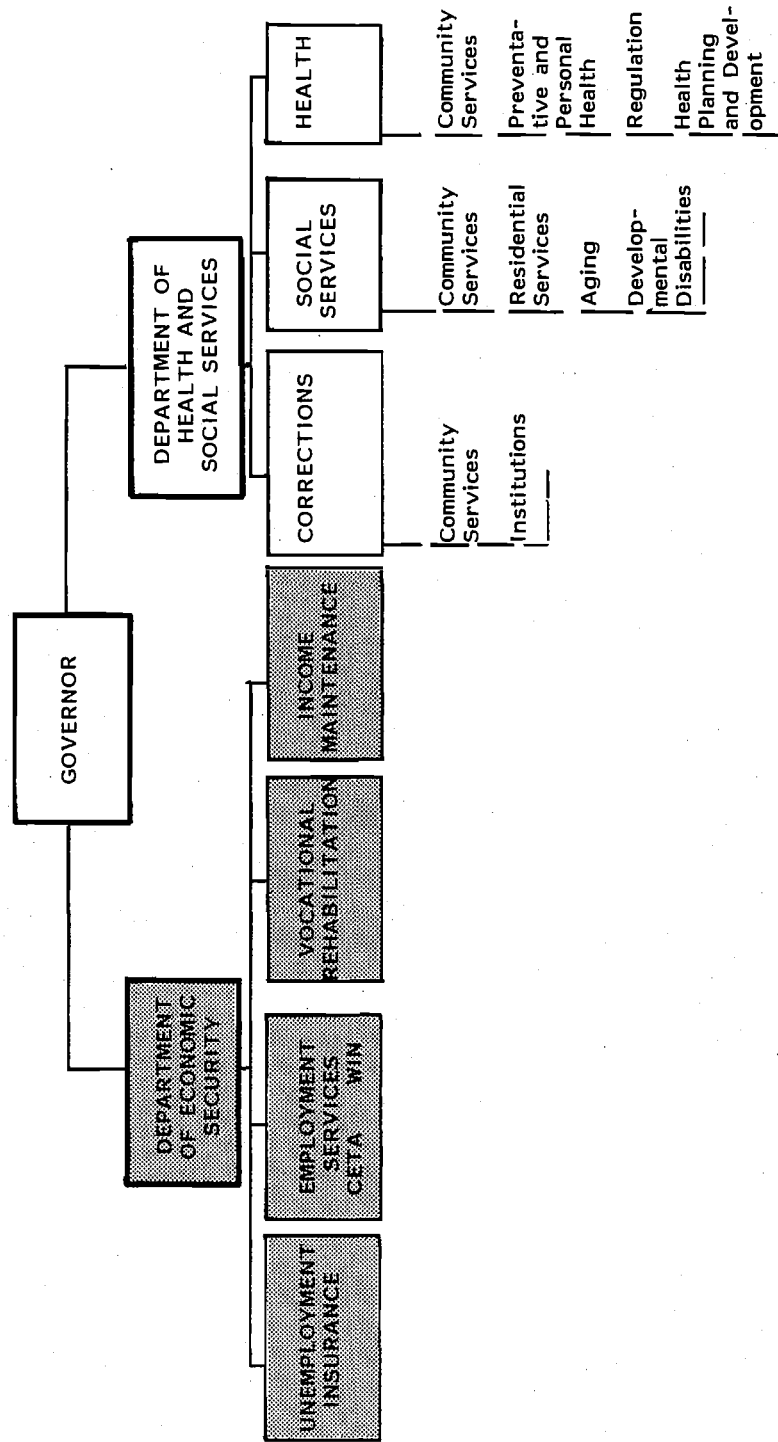 GOVERNOR
DEPARTMENT
OF ECONOMIC
SECURITY
DEPARTMENT OF
HEALTH AND
SOCIAL SERVICES
UNEMPLOYMENT
INSURANCE
EMPLOYMENT
SERVICES
CETA WIN
VOCATIONAL
REHABILITATION
INCOME
MAINTENANCE
CORRECTIONS
SOCIAL
SERVICES
HEALTH
Community
Services
Institutions
Community
Services
Residential
Services
Aging
Develop-
mental
Disabilities
Community
Services
Preventa-
tive and
Personal
Health
Regulation
Health
Planning
and Devel-
opment